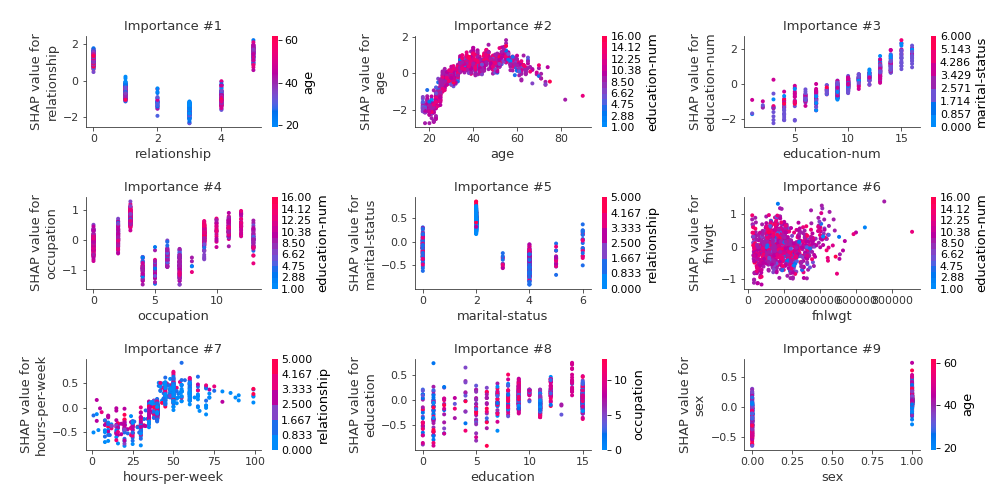 Importance #1
SHAP value for
relationship
2
0
−2
0
2
4
relationship
60
40
20
age
Importance #2
SHAP value for
age
2
0
−2
20
40
60
80
age
16.00
14.12
12.25
10.38
8.50
6.62
4.75
2.88
1.00
education-num
Importance #3
SHAP value for
education-num
2
0
−2
5
10
15
education-num
6.000
5.143
4.286
3.429
2.571
1.714
0.857
0.000
marital-status
Importance #4
SHAP value for
occupation
1
0
−1
0
5
10
occupation
16.00
14.12
12.25
10.38
8.50
6.62
4.75
2.88
1.00
education-num
Importance #5
SHAP value for
marital-status
0.5
0.0
−0.5
0
2
4
6
marital-status
5.000
4.167
3.333
2.500
1.667
0.833
0.000
relationship
Importance #6
SHAP value for
fnlwgt
1
0
−1
0
200000
400000
600000
800000
fnlwgt
16.00
14.12
12.25
10.38
8.50
6.62
4.75
2.88
1.00
education-num
Importance #7
SHAP value for
hours-per-week
0.5
0.0
−0.5
0
25
50
75
100
hours-per-week
5.000
4.167
3.333
2.500
1.667
0.833
0.000
relationship
Importance #8
SHAP value for
education
0.5
0.0
−0.5
0
5
10
15
education
10
5
0
occupation
Importance #9
SHAP value for
sex
0.5
0.0
−0.5
0.00
0.25
0.50
0.75
1.00
sex
60
40
20
age